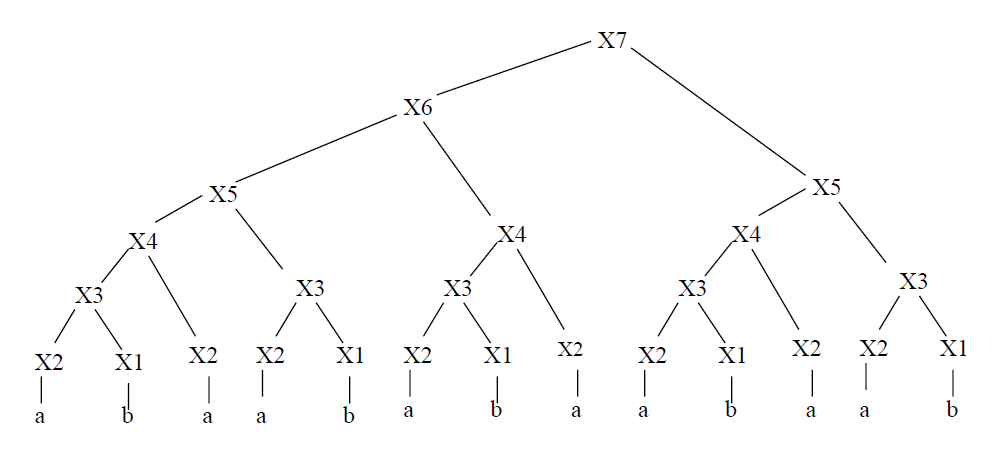 X7
X6
X5 X5
X4 X4 X4
X3 X3 X3 X3 X3
X2 X1 X2 X2 X1 X2 X1 X2 X2 X1 X2 X2 X1
a b a a b a b a a b a a b